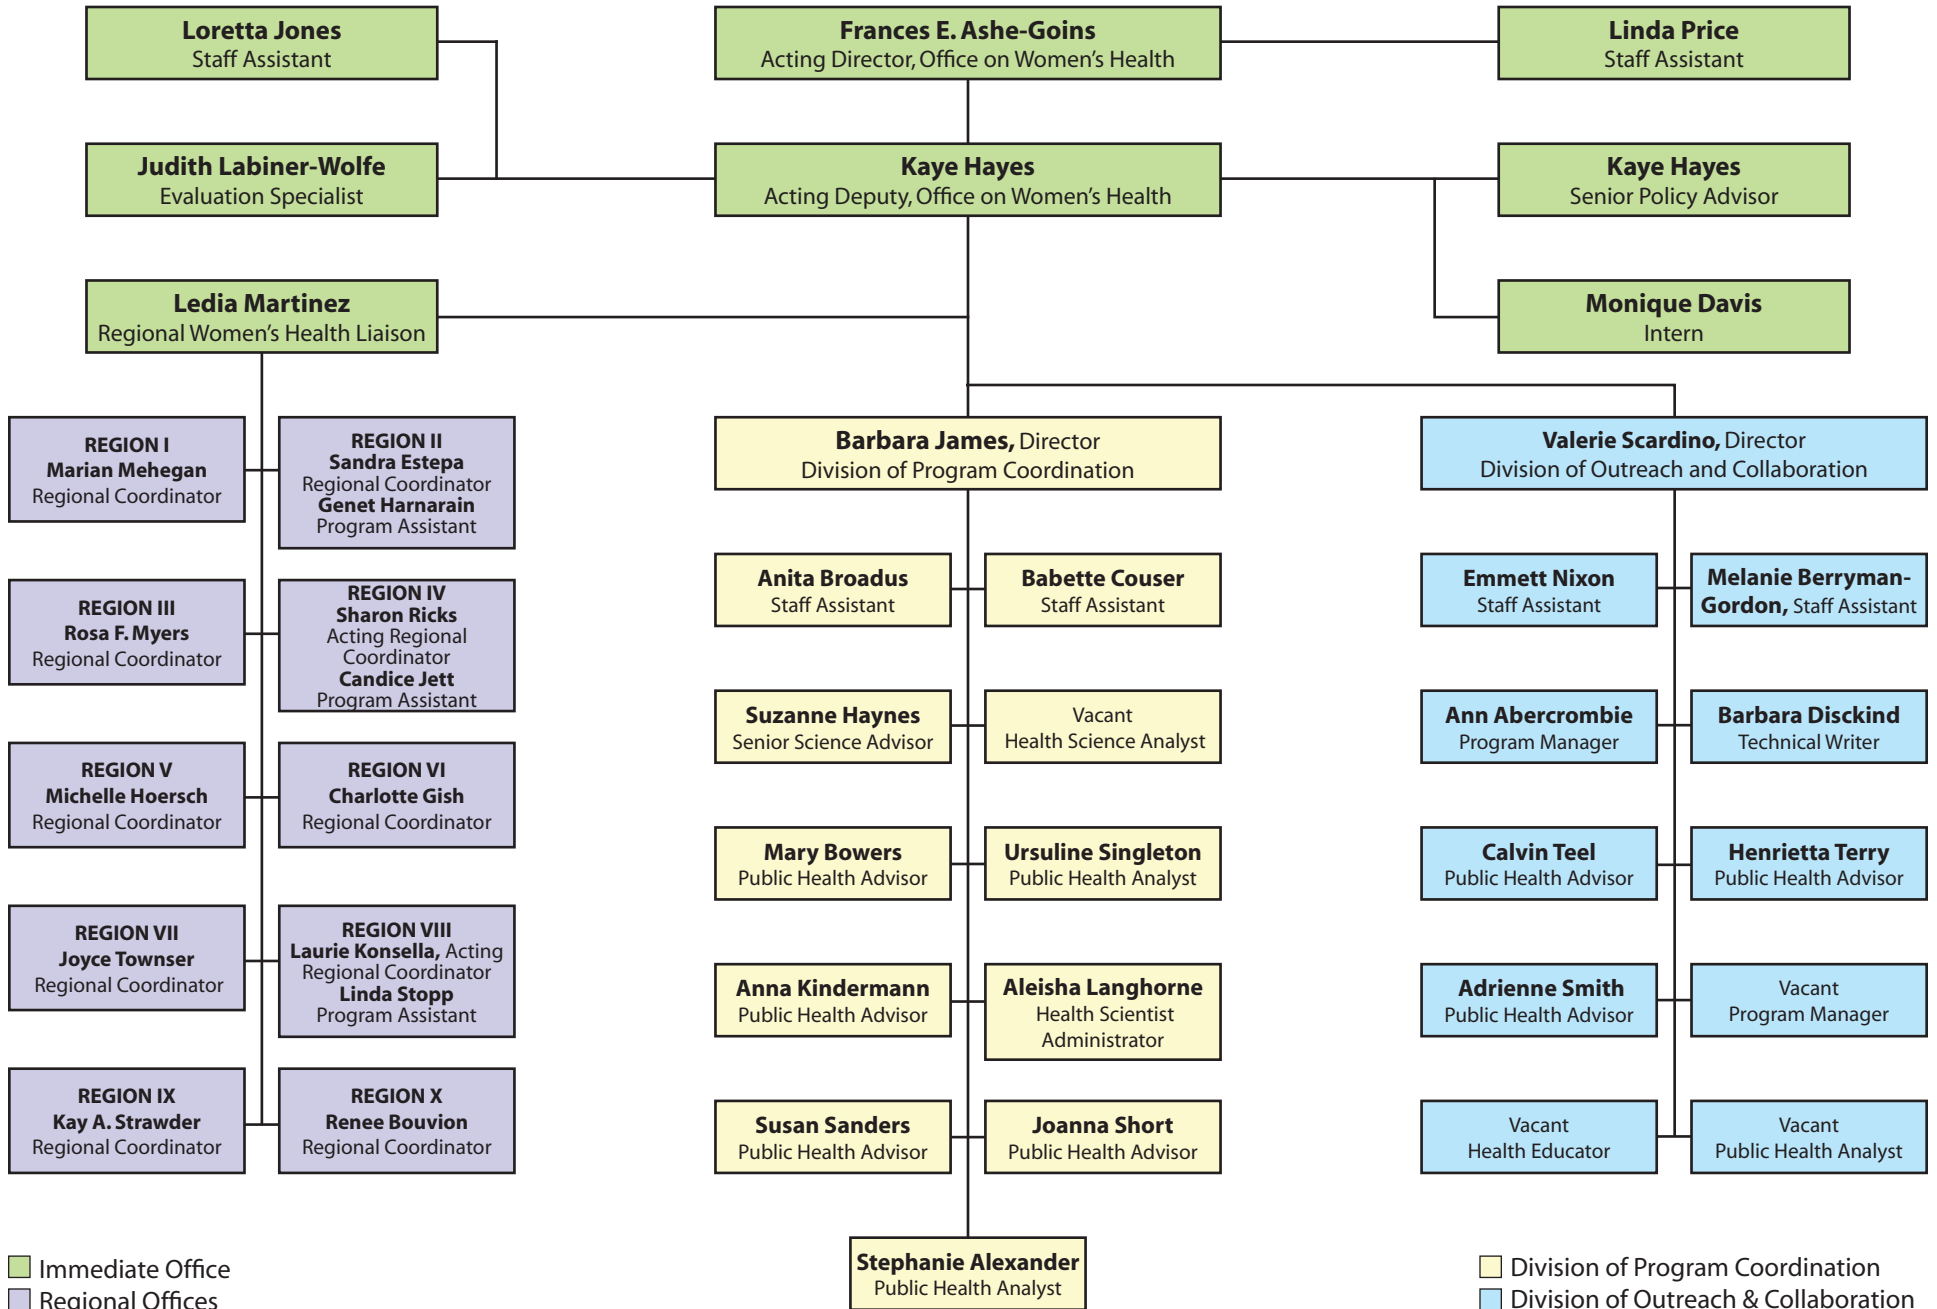 Loretta Jones
Staff Assistant
Frances E. Ashe-Goins
Acting Director, Office on Women's Health
Linda Price
Staff Assistant
Judith Labiner-Wolfe
Evaluation Specialist
Kaye Hayes
Acting Deputy, Office on Women's Health
Kaye Hayes
Senior Policy Advisor
Ledia Martinez
Regional Women's Health Liaison
Monique Davis
Intern
REGION I
Marian Mehegan
Regional Coordinator
REGION II
Sandra Estepa
Regional Coordinator
Genet Harnarain
Program Assistant
REGION III
Rosa F. Myers
Regional Coordinator
REGION IV
Sharon Ricks
Acting Regional
Coordinator
Candice Jett
Program Assistant
REGION V
Michelle Hoersch
Regional Coordinator
REGION VI
Charlotte Gish
Regional Coordinator
REGION VII
Joyce Townser
Regional Coordinator
REGION VIII
Laurie Konsella, Acting
Regional Coordinator
Linda Stopp
Program Assistant
REGION IX
Kay A. Strawder
Regional Coordinator
REGION X
Renee Bouvion
Regional Coordinator
Barbara James, Director
Division of Program Coordination
Anita Broadus
Staff Assistant
Babette Couser
Staff Assistant
Suzanne Haynes
Senior Science Advisor
Vacant
Health Science Analyst
Mary Bowers
Public Health Advisor
Ursuline Singleton
Public Health Analyst
Anna Kindermann
Public Health Advisor
Aleisha Langhorne
Health Scientist
Administrator
Susan Sanders
Public Health Advisor
Joanna Short
Public Health Advisor
Stephanie Alexander
Public Health Analyst
Valerie Scardino, Director
Division of Outreach and Collaboration
Emmett Nixon
Staff Assistant
Melanie Berryman-
Gordon, Staff Assistant
Ann Abercrombie
Program Manager
Barbara Disckind
Technical Writer
Calvin Teel
Public Health Advisor
Henrietta Terry
Public Health Advisor
Adrienne Smith
Public Health Advisor
Vacant
Program Manager
Vacant
Health Educator
Vacant
Public Health Analyst
Immediate Office
Regional Offices
Division of Program Coordination
Division of Outreach & Collaboration